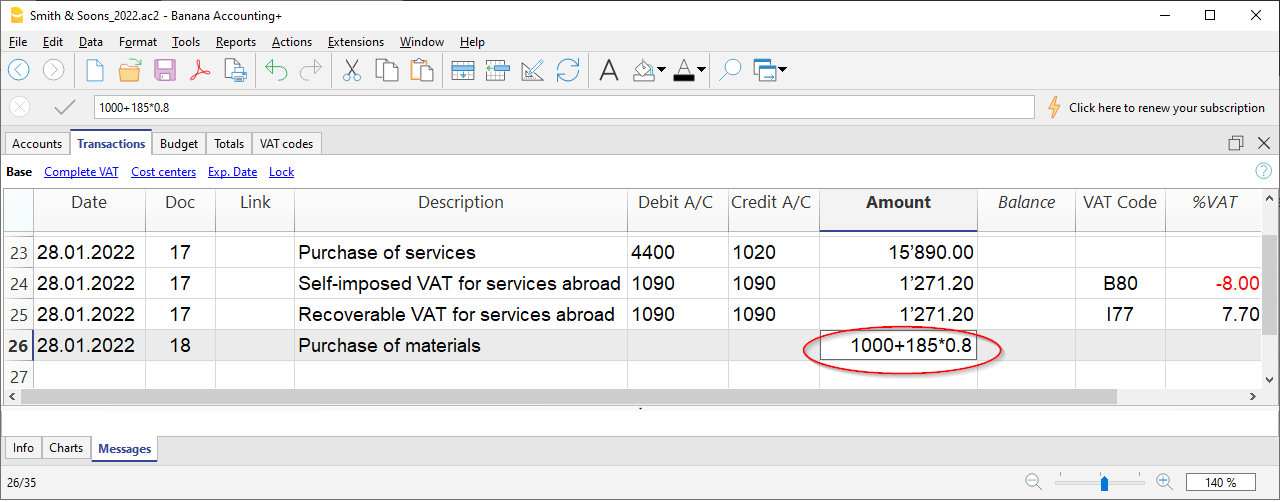 Smith & Soons_2022.ac2 - Banana Accounting+
File Edit Data Format Tools Reports Actions Extensions Window Help
1000+185*0.8 Click here to renew your subscription
Accounts Transactions Budget Totals VAT codes
Base Complete VAT Cost centers Exp. Date Lock
Date Doc Link Description Debit A/C Credit A/C Amount Balance VAT Code %VAT
23 28.01.2022 17 Purchase of services 4400 1020 15’890.00
24 28.01.2022 17 Self-imposed VAT for services abroad 1090 1090 1’271.20 B80 -8.00
25 28.01.2022 17 Recoverable VAT for services abroad 1090 1090 1’271.20 I77 7.70
26 28.01.2022 18 Purchase of materials 1000+185*0.8
27
Info Charts Messages
26/35 140 %